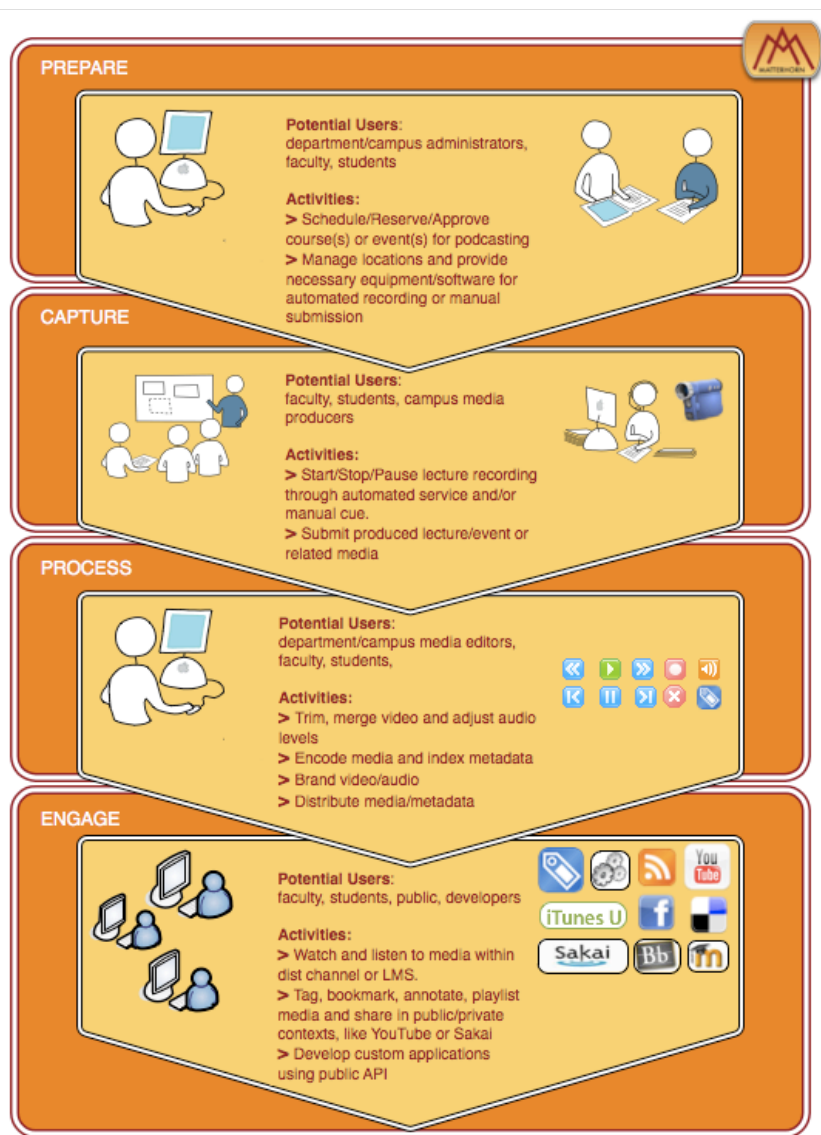 MATTERHORN
PREPARE
Potential Users:
department/campus administrators,
faculty, students
Activities:
> Schedule/Reserve/Approve
course(s) or event(s) for podcasting
> Manage locations and provide
necessary equipment/software for
automated recording or manual
submission
CAPTURE
Potential Users:
faculty, students, campus media
producers
Activities:
> Start/Stop/Pause lecture recording
through automated service and/or
manual cue.
> Submit produced lecture/event or
related media
PROCESS
Potential Users:
department/campus media editors,
faculty, students,
Activities:
> Trim, merge video and adjust audio
levels
> Encode media and index metadata
> Brand video/audio
> Distribute media/metadata
ENGAGE
Potential Users:
faculty, students, public, developers
Activities:
> Watch and listen to media within
dist channel or LMS.
> Tag, bookmark, annotate, playlist
media and share in public/private
contexts, like YouTube or Sakai
> Develop custom applications
using public API
You
Tube
iTunes U
f
Sakai
Bb
m